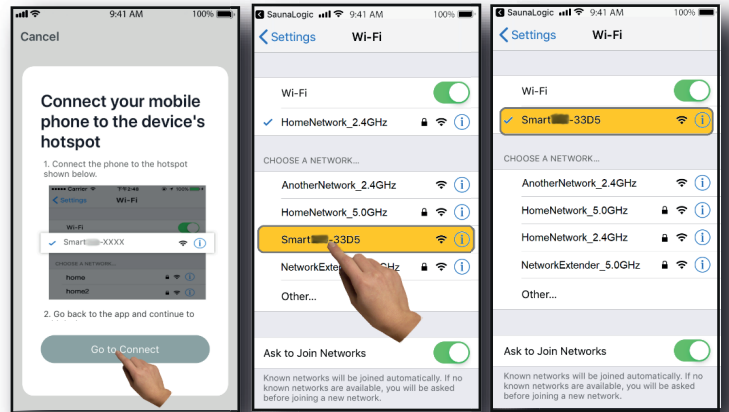 9:41 AM
100%
Cancel
Connect your mobile
phone to the device's
hotspot
1. Connect the phone to the hotspot
shown below.
Carrier
100%
Settings
Wi-Fi
Wi-Fi
Smart -XXXX
CHOOSE A NETWORK...
home
home2
2. Go back to the app and continue to
Go to Connect
SaunaLogic 9:41 AM 100%
Settings Wi-Fi
Wi-Fi
HomeNetwork_2.4GHz
CHOOSE A NETWORK...
AnotherNetwork_2.4GHz
HomeNetwork_5.0GHz
Smart -33D5
Other...
Ask to Join Networks
Known networks will be joined automatically. If no
known networks are available, you will be asked
before joining a new network.
SaunaLogic 9:41 AM 100%
Settings Wi-Fi
Wi-Fi
Smart -33D5
CHOOSE A NETWORK...
AnotherNetwork_2.4GHz
HomeNetwork_5.0GHz
HomeNetwork_2.4GHz
NetworkExtender_5.0GHz
Other...
Ask to Join Networks
Known networks will be joined automatically. If no
known networks are available, you will be asked
before joining a new network.